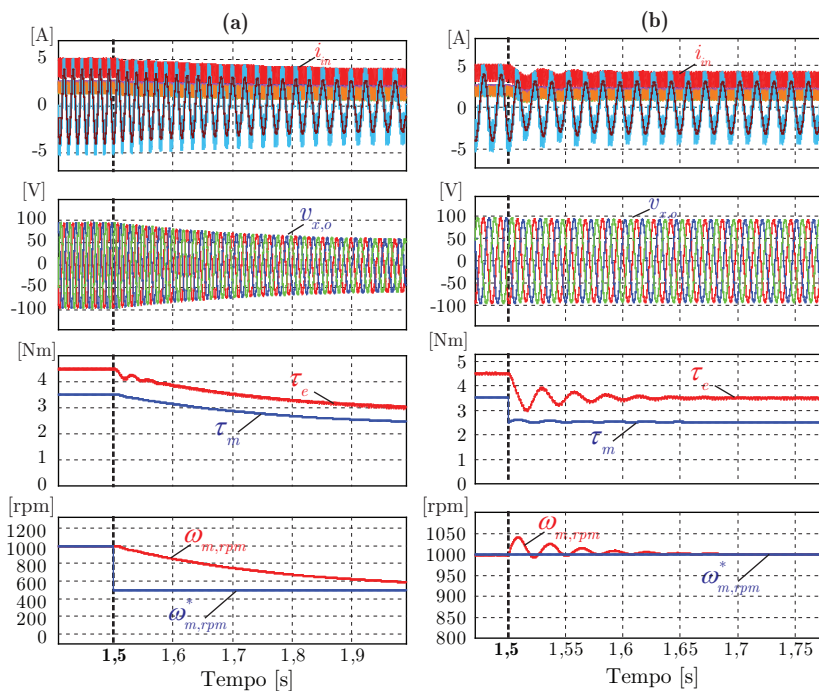 (a)
[A]
5
0
-5
i_in
[V]
100
50
0
-50
-100
v_x,o
[Nm]
4
3
2
1
0
τ_e
τ_m
[rpm]
1200
1000
800
600
400
200
0
ω_m,rpm
ω*_m,rpm
1,5 1,6 1,7 1,8 1,9
Tempo [s]
(b)
[A]
5
0
-5
i_in
[V]
100
50
0
-50
-100
v_x,o
[Nm]
5
4
3
2
1
0
τ_e
τ_m
[rpm]
1050
1000
950
900
850
800
ω_m,rpm
ω*_m,rpm
1,5 1,55 1,6 1,65 1,7 1,75
Tempo [s]